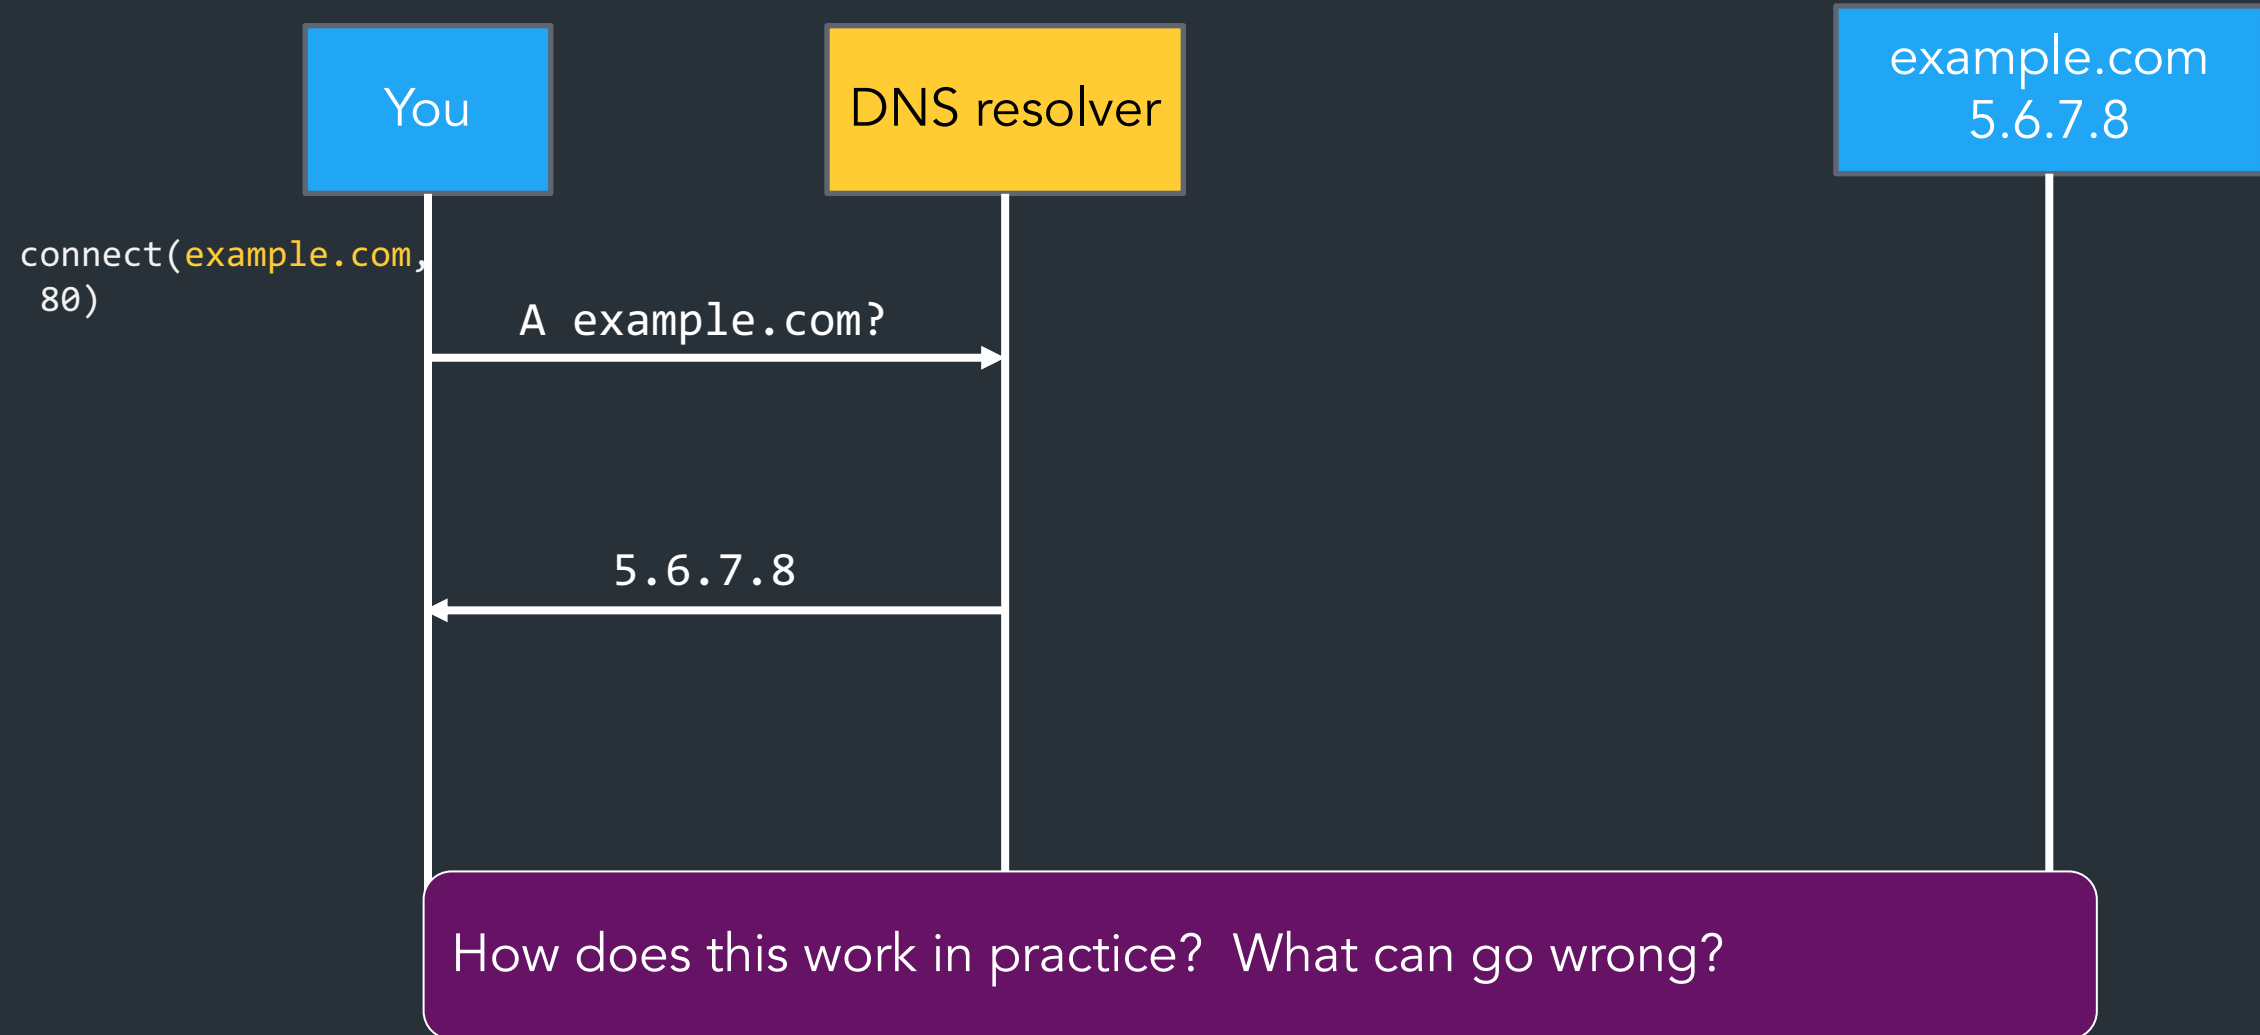 You
DNS resolver
example.com
5.6.7.8
connect(example.com,
80)
A example.com?
5.6.7.8
How does this work in practice?  What can go wrong?